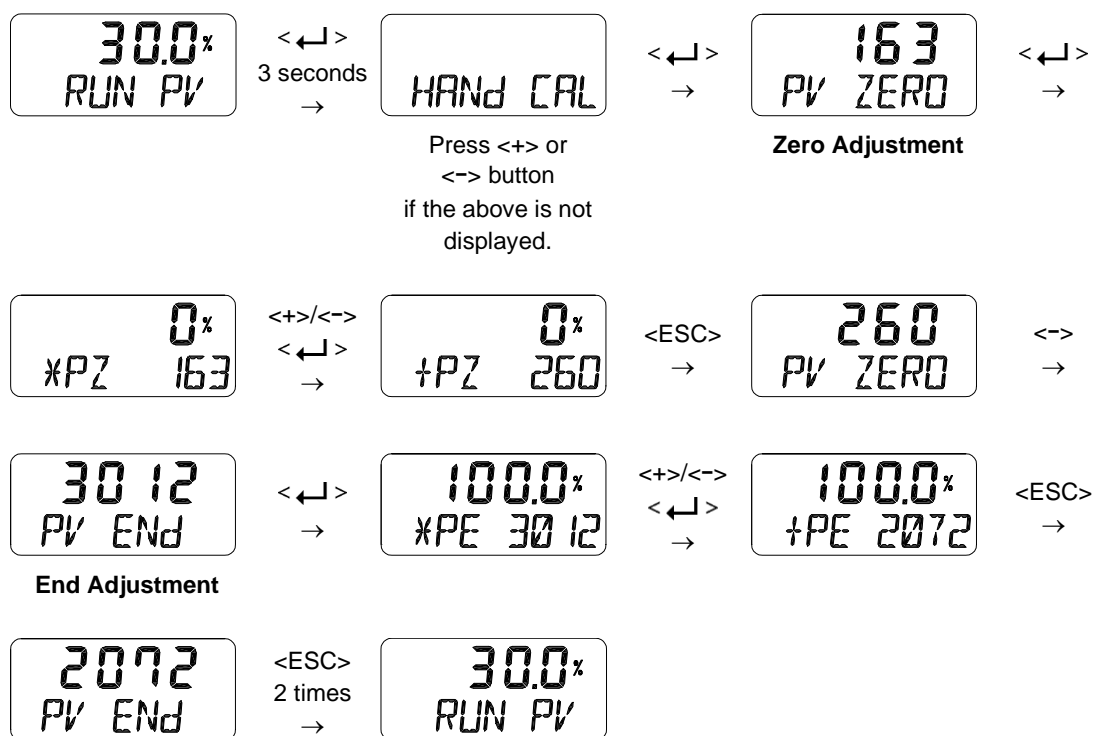 30.0%
RUN PV
<↵>
3 seconds
→
HANd CAL
Press <+> or
<-> button
if the above is not
displayed.
<↵>
→
163
PV ZERO
Zero Adjustment
<↵>
→
0%
*PZ 163
<+>/<->
<↵>
→
0%
+PZ 260
<ESC>
→
260
PV ZERO
<->
→
3012
PV ENd
End Adjustment
<↵>
→
100.0%
*PE 3012
<+>/<->
<↵>
→
100.0%
+PE 2072
<ESC>
→
2072
PV ENd
<ESC>
2 times
→
30.0%
RUN PV